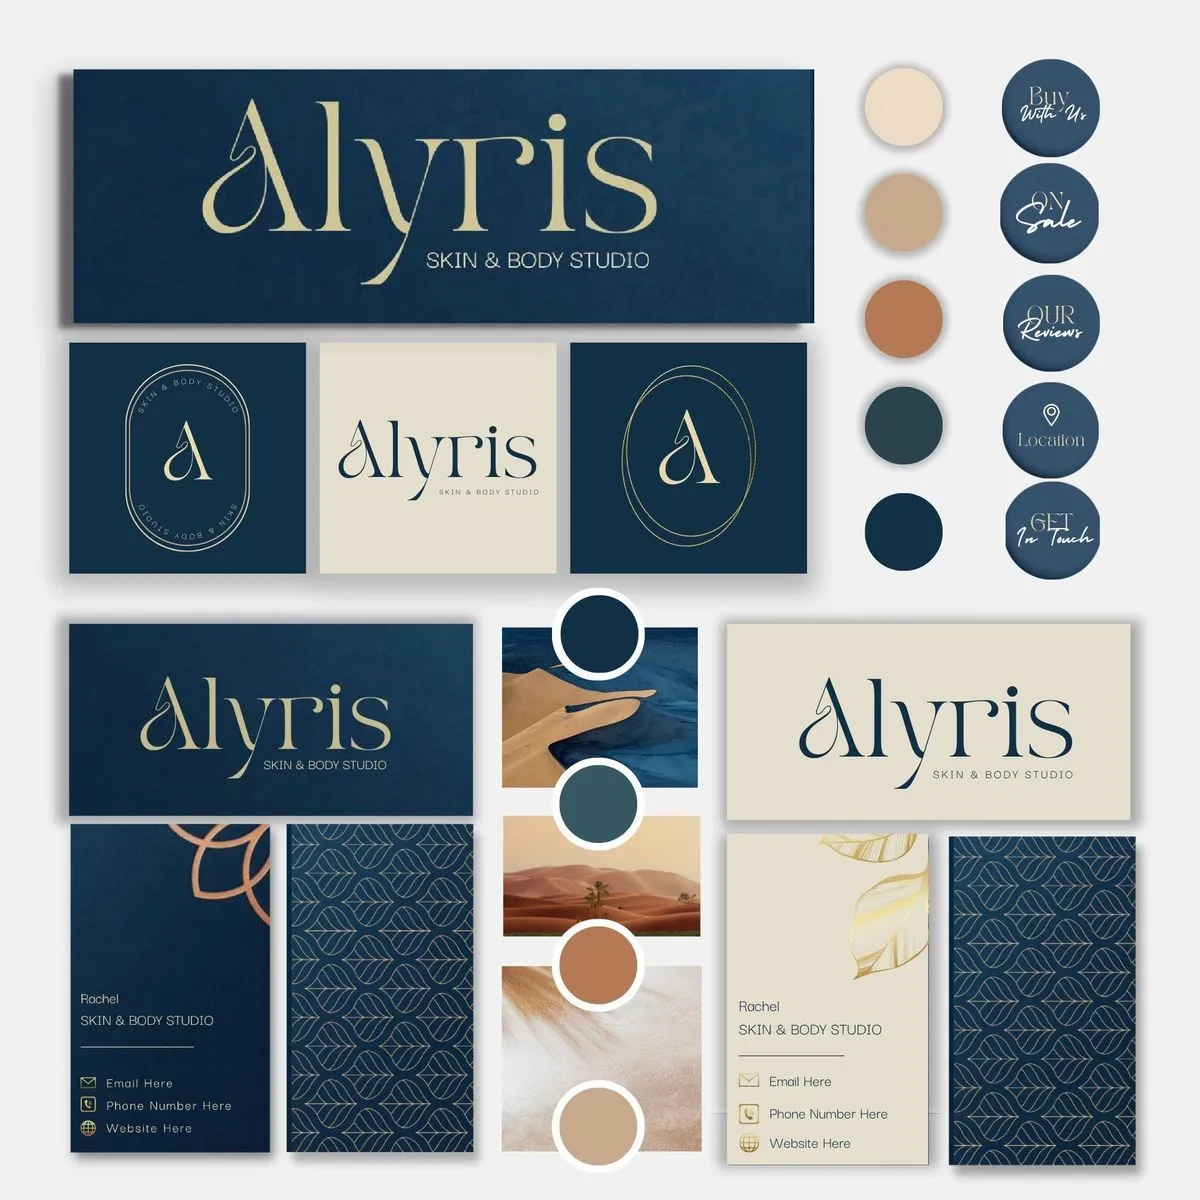 Alyris
SKIN & BODY STUDIO
SKIN & BODY STUDIO
A
SKIN & BODY STUDIO
Alyris
SKIN & BODY STUDIO
A
Buy
With Us
ON
Sale
OUR
Reviews
Location
GET
In Touch
Alyris
SKIN & BODY STUDIO
Rachel
SKIN & BODY STUDIO
Email Here
Phone Number Here
Website Here
Alyris
SKIN & BODY STUDIO
Rachel
SKIN & BODY STUDIO
Email Here
Phone Number Here
Website Here